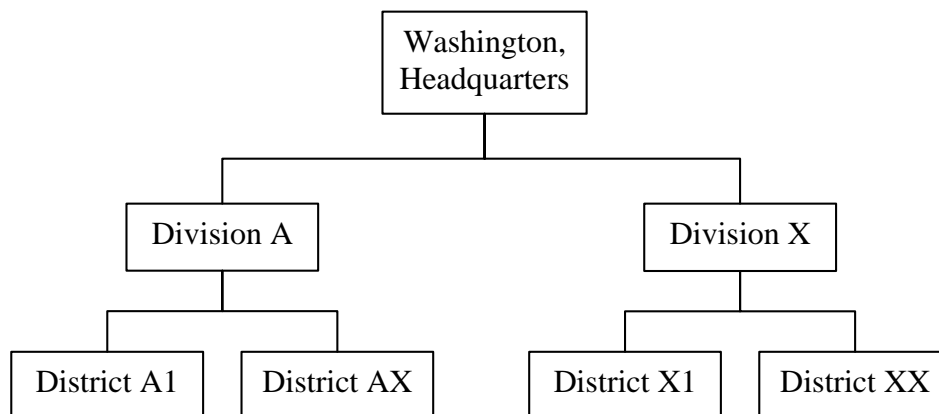 Washington,
Headquarters
Division A
Division X
District A1
District AX
District X1
District XX